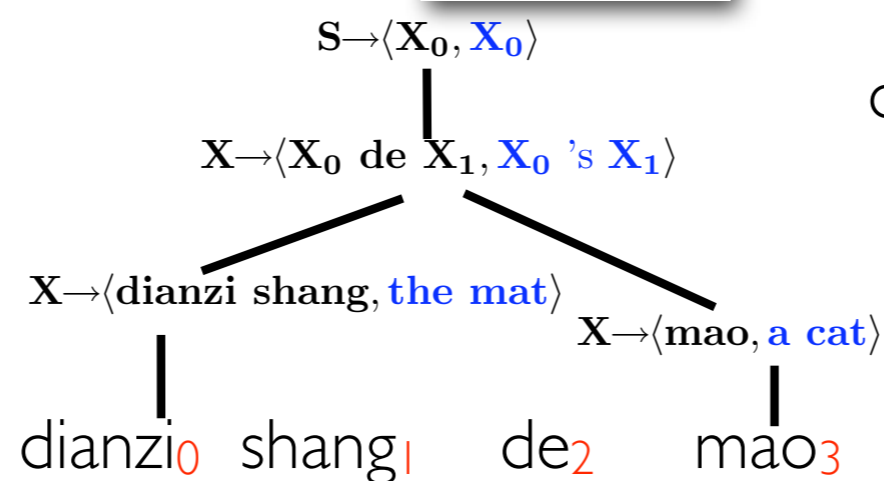 S→⟨X₀, X₀⟩
X→⟨X₀ de X₁, X₀ 's X₁⟩
X→⟨dianzi shang, the mat⟩
X→⟨mao, a cat⟩
dianzi₀ shang₁ de₂ mao₃